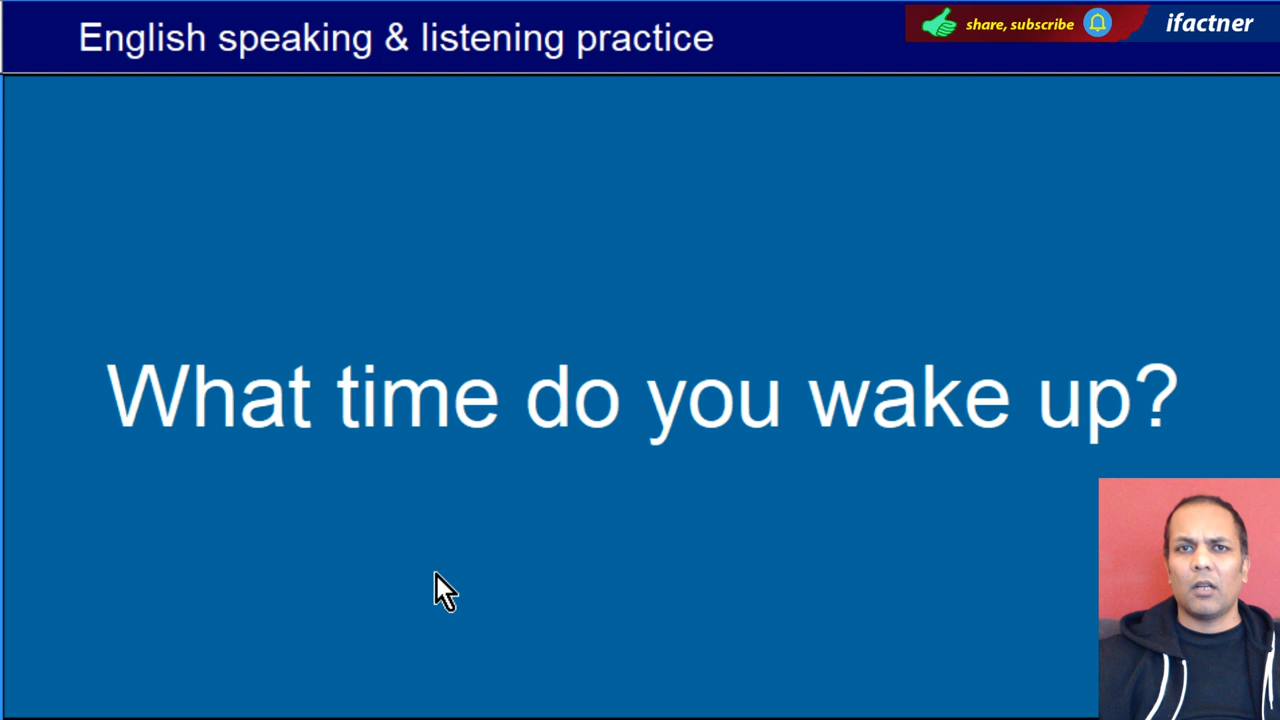 English speaking & listening practice
share, subscribe
ifactner
What time do you wake up?